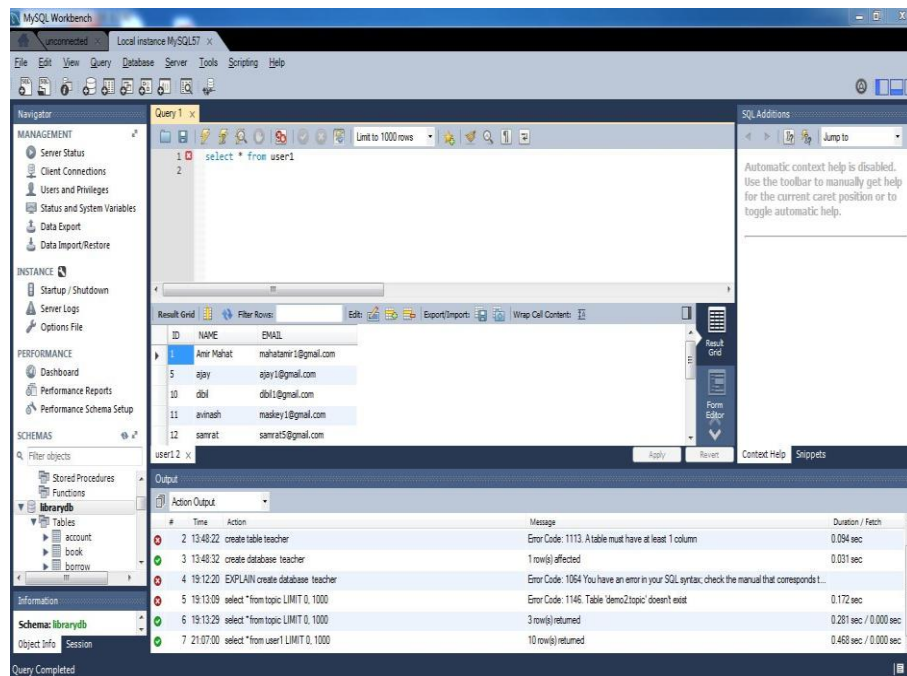 MySQL Workbench
unconnected
Local instance MySQL57
File Edit View Query Database Server Tools Scripting Help
Navigator
MANAGEMENT
Server Status
Client Connections
Users and Privileges
Status and System Variables
Data Export
Data Import/Restore
INSTANCE
Startup / Shutdown
Server Logs
Options File
PERFORMANCE
Dashboard
Performance Reports
Performance Schema Setup
SCHEMAS
Filter objects
Stored Procedures
Functions
librarydb
Tables
account
book
borrow
Information
Schema: librarydb
Object Info Session
Query Completed
Query 1
Limit to 1000 rows
1 select * from user1
2
Result Grid Filter Rows: Edit: Export/Import: Wrap Cell Content:
ID NAME EMAIL
1 Amir Mahat mahatamir1@gmail.com
5 ajay ajay1@gmail.com
10 dbil dbil1@gmail.com
11 avinash maskey1@gmail.com
12 samrat samrat5@gmail.com
Result Grid
Form Editor
user1 2
Apply Revert
SQL Additions
Jump to
Automatic context help is disabled.
Use the toolbar to manually get help
for the current caret position or to
toggle automatic help.
Context Help Snippets
Output
Action Output
# Time Action Message Duration / Fetch
2 13:48:22 create table teacher Error Code: 1113. A table must have at least 1 column 0.094 sec
3 13:48:32 create database teacher 1 row(s) affected 0.031 sec
4 19:12:20 EXPLAIN create database teacher Error Code: 1064 You have an error in your SQL syntax; check the manual that corresponds t...
5 19:13:09 select * from topic LIMIT 0, 1000 Error Code: 1146. Table 'demo2.topic' doesn't exist 0.172 sec
6 19:13:29 select * from topic LIMIT 0, 1000 3 row(s) returned 0.281 sec / 0.000 sec
7 21:07:00 select * from user1 LIMIT 0, 1000 10 row(s) returned 0.468 sec / 0.000 sec